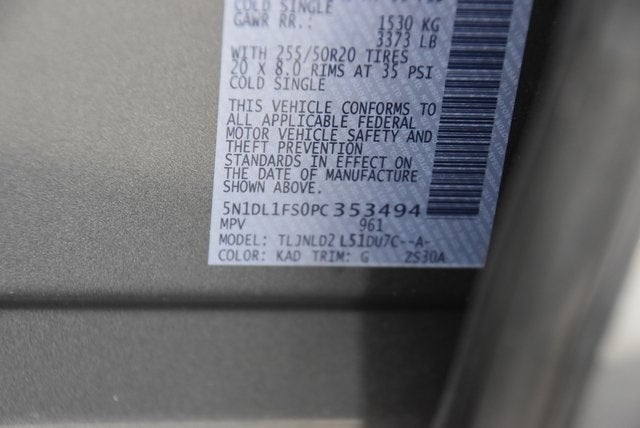 COLD SINGLE
GAWR RR.: 1530 KG
3373 LB
WITH 255/50R20 TIRES
20 X 8.0 RIMS AT 35 PSI
COLD SINGLE
THIS VEHICLE CONFORMS TO
ALL APPLICABLE FEDERAL
MOTOR VEHICLE SAFETY AND
THEFT PREVENTION
STANDARDS IN EFFECT ON
THE DATE OF MANUFACTURE
SHOWN ABOVE.
5N1DL1FS0PC353494
MPV 961
MODEL: TLJNLD2 L51DU7C--A-
COLOR: KAD TRIM: G ZS30A